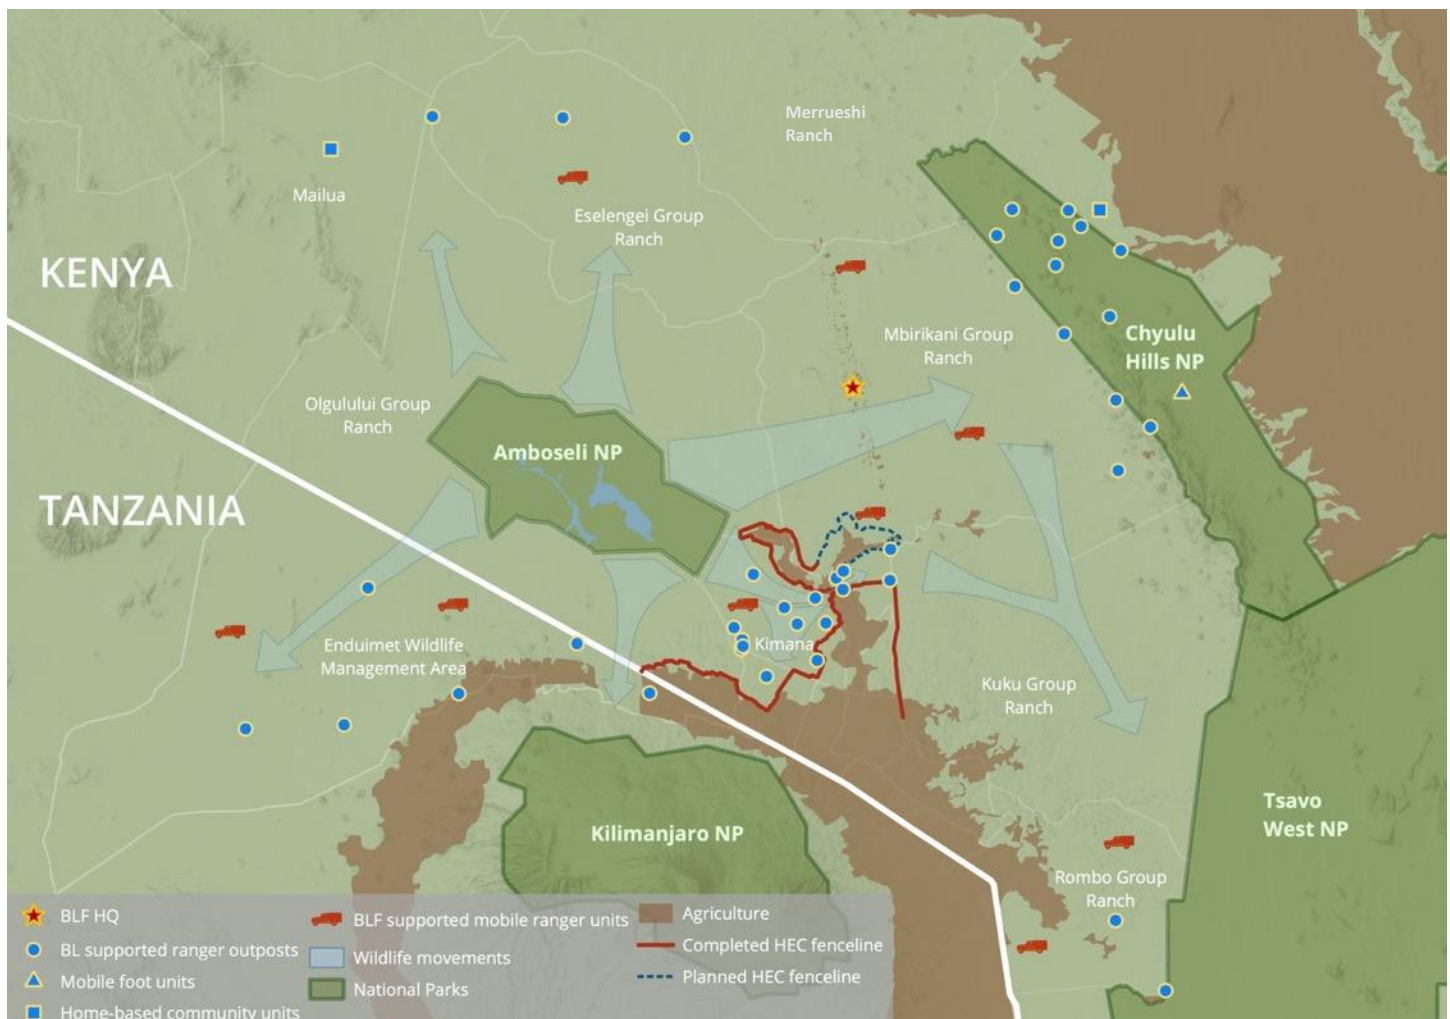 Merrueshi
Ranch
Mailua
Eselengei Group
Ranch
KENYA
Mbirikani Group
Ranch
Chyulu
Hills NP
Olgulului Group
Ranch
Amboseli NP
TANZANIA
Enduimet Wildlife
Management Area
Kimana
Kuku Group
Ranch
Kilimanjaro NP
Tsavo
West NP
Rombo Group
Ranch
BLF HQ
BL supported ranger outposts
Mobile foot units
Home-based community units
BLF supported mobile ranger units
Wildlife movements
National Parks
Agriculture
Completed HEC fenceline
Planned HEC fenceline